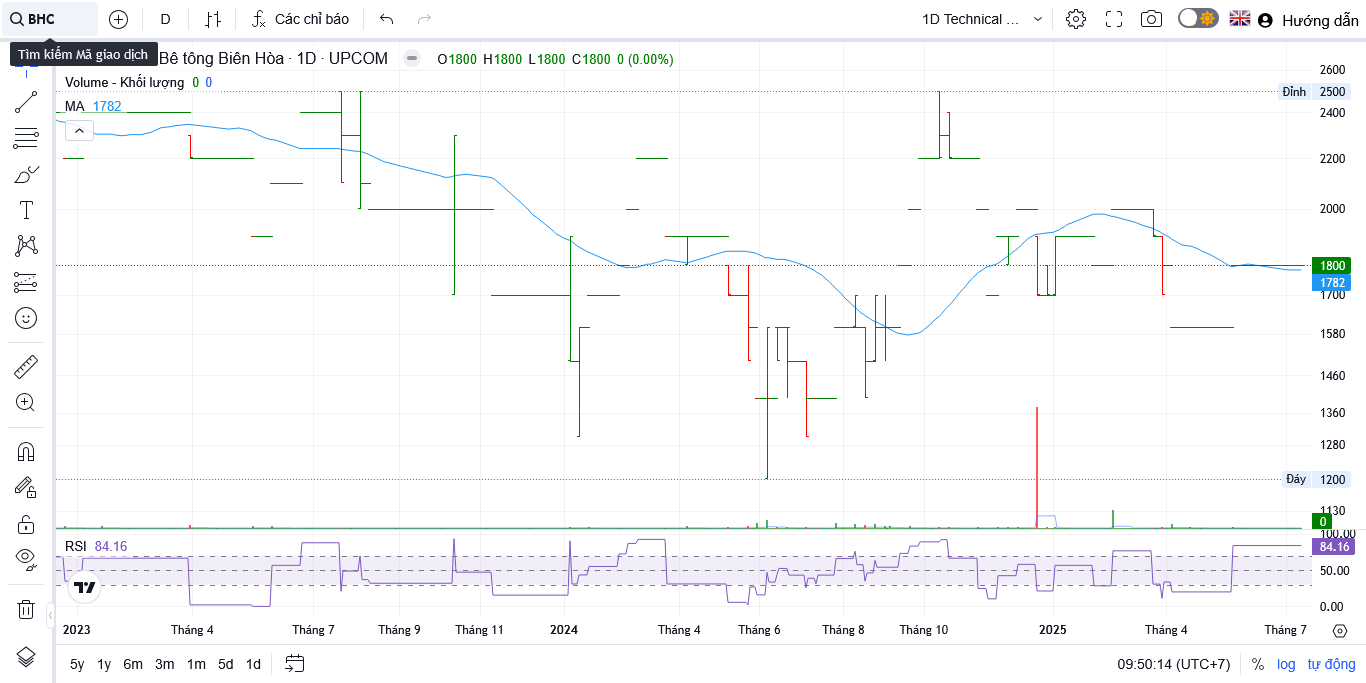 BHC D Các chỉ báo 1D Technical ... Hướng dẫn
Tìm kiếm Mã giao dịch
Bê tông Biên Hòa · 1D · UPCOM O1800 H1800 L1800 C1800 0 (0.00%)
Volume - Khối lượng 0 0
MA 1782
2600
Đỉnh 2500
2400
2200
2000
1800
1782
1700
1580
1460
1360
1280
Đáy 1200
1130
0
100.00
RSI 84.16
84.16
50.00
0.00
2023 Tháng 4 Tháng 7 Tháng 9 Tháng 11 2024 Tháng 4 Tháng 6 Tháng 8 Tháng 10 2025 Tháng 4 Tháng 7
5y 1y 6m 3m 1m 5d 1d 09:50:14 (UTC+7) % log tự động